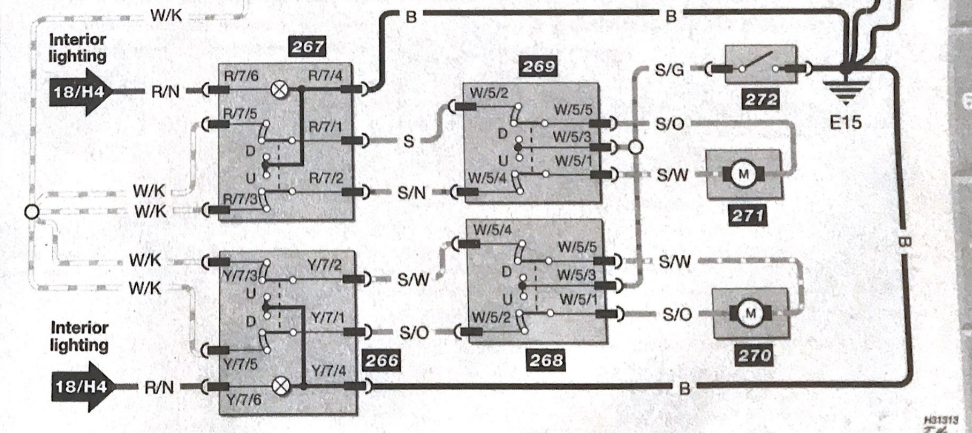 W/K
B
B
Interior
lighting
18/H4
R/N
267
R/7/6
R/7/4
R/7/5
R/7/1
D
U
R/7/2
R/7/3
S
S/N
W/K
W/K
269
W/5/2
W/5/5
D
W/5/3
U
W/5/1
W/5/4
S/G
272
E15
S/O
S/W
M
271
W/K
W/K
Y/7/3
Y/7/2
U
D
Y/7/1
Y/7/5
Y/7/4
Y/7/6
266
S/W
S/O
W/5/4
W/5/5
D
W/5/3
U
W/5/1
W/5/2
268
S/W
S/O
M
270
B
Interior
lighting
18/H4
R/N
B
H31313